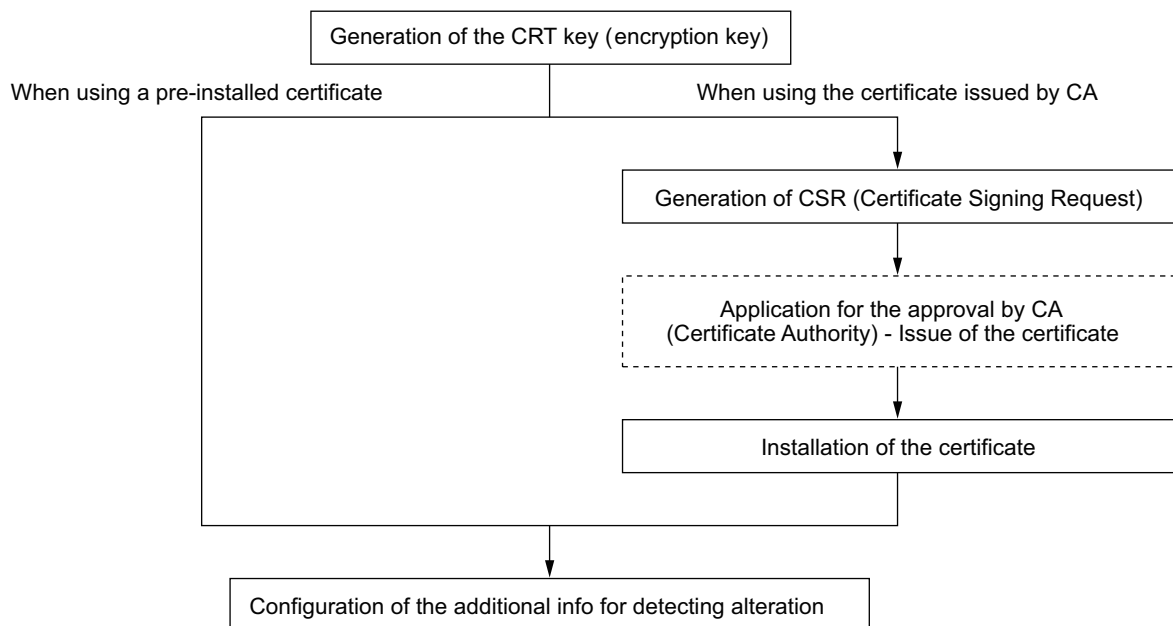 Generation of the CRT key (encryption key)
When using a pre-installed certificate
When using the certificate issued by CA
Generation of CSR (Certificate Signing Request)
Application for the approval by CA
(Certificate Authority) - Issue of the certificate
Installation of the certificate
Configuration of the additional info for detecting alteration